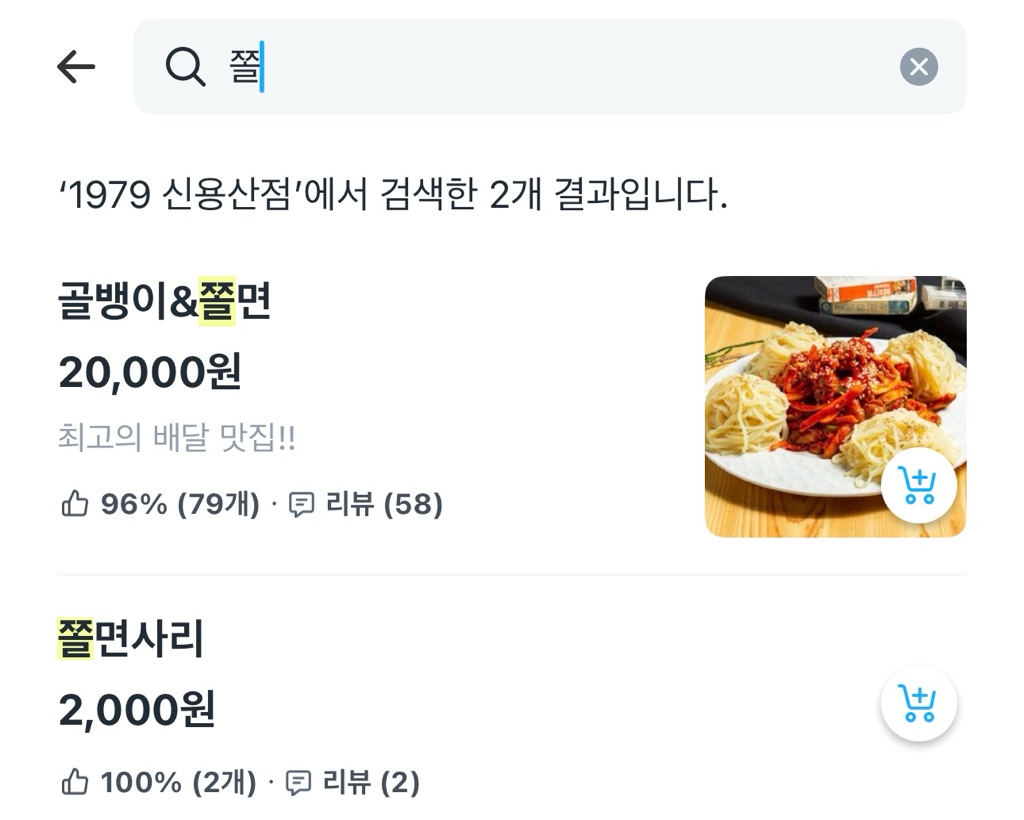 쫄
‘1979 신용산점’에서 검색한 2개 결과입니다.
골뱅이&쫄면
20,000원
최고의 배달 맛집!!
96% (79개) · 리뷰 (58)
쫄면사리
2,000원
100% (2개) · 리뷰 (2)